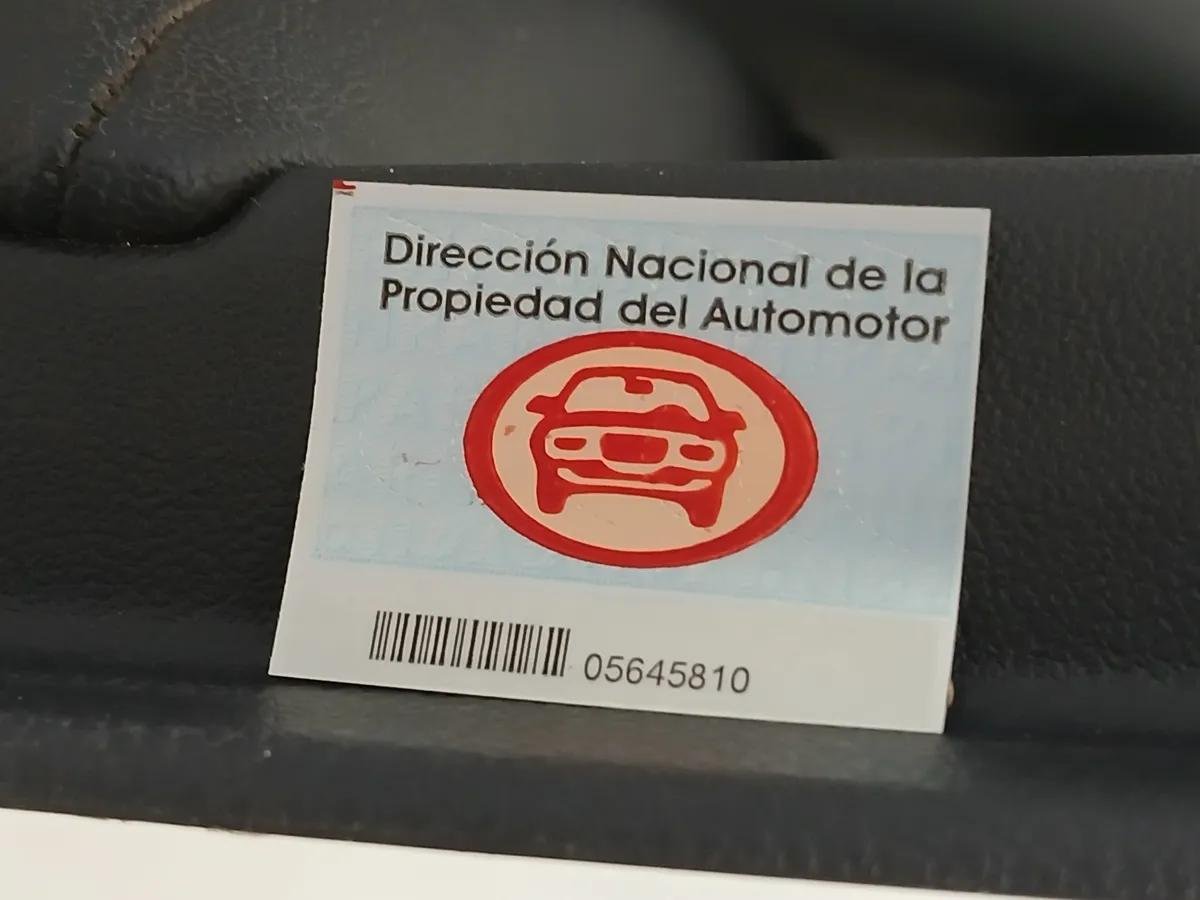 Dirección Nacional de la
Propiedad del Automotor
05645810